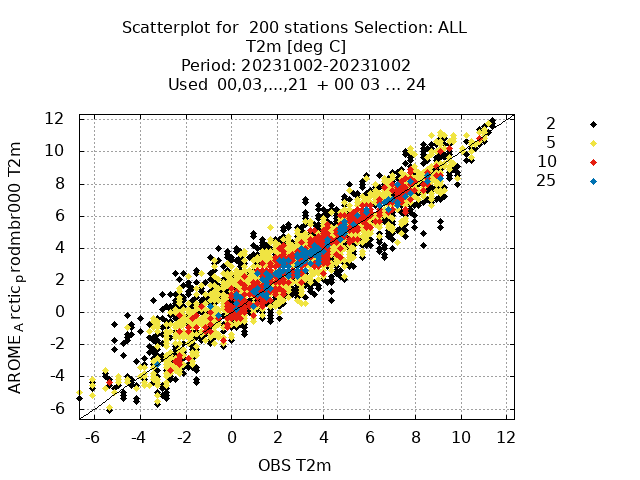 Scatterplot for 200 stations Selection: ALL
T2m [deg C]
Period: 20231002-20231002
Used 00,03,...,21 + 00 03 ... 24
2
5
10
25
12
10
8
6
4
2
0
-2
-4
-6
AROME_Arctic_prodmbr000 T2m
-6 -4 -2 0 2 4 6 8 10 12
OBS T2m